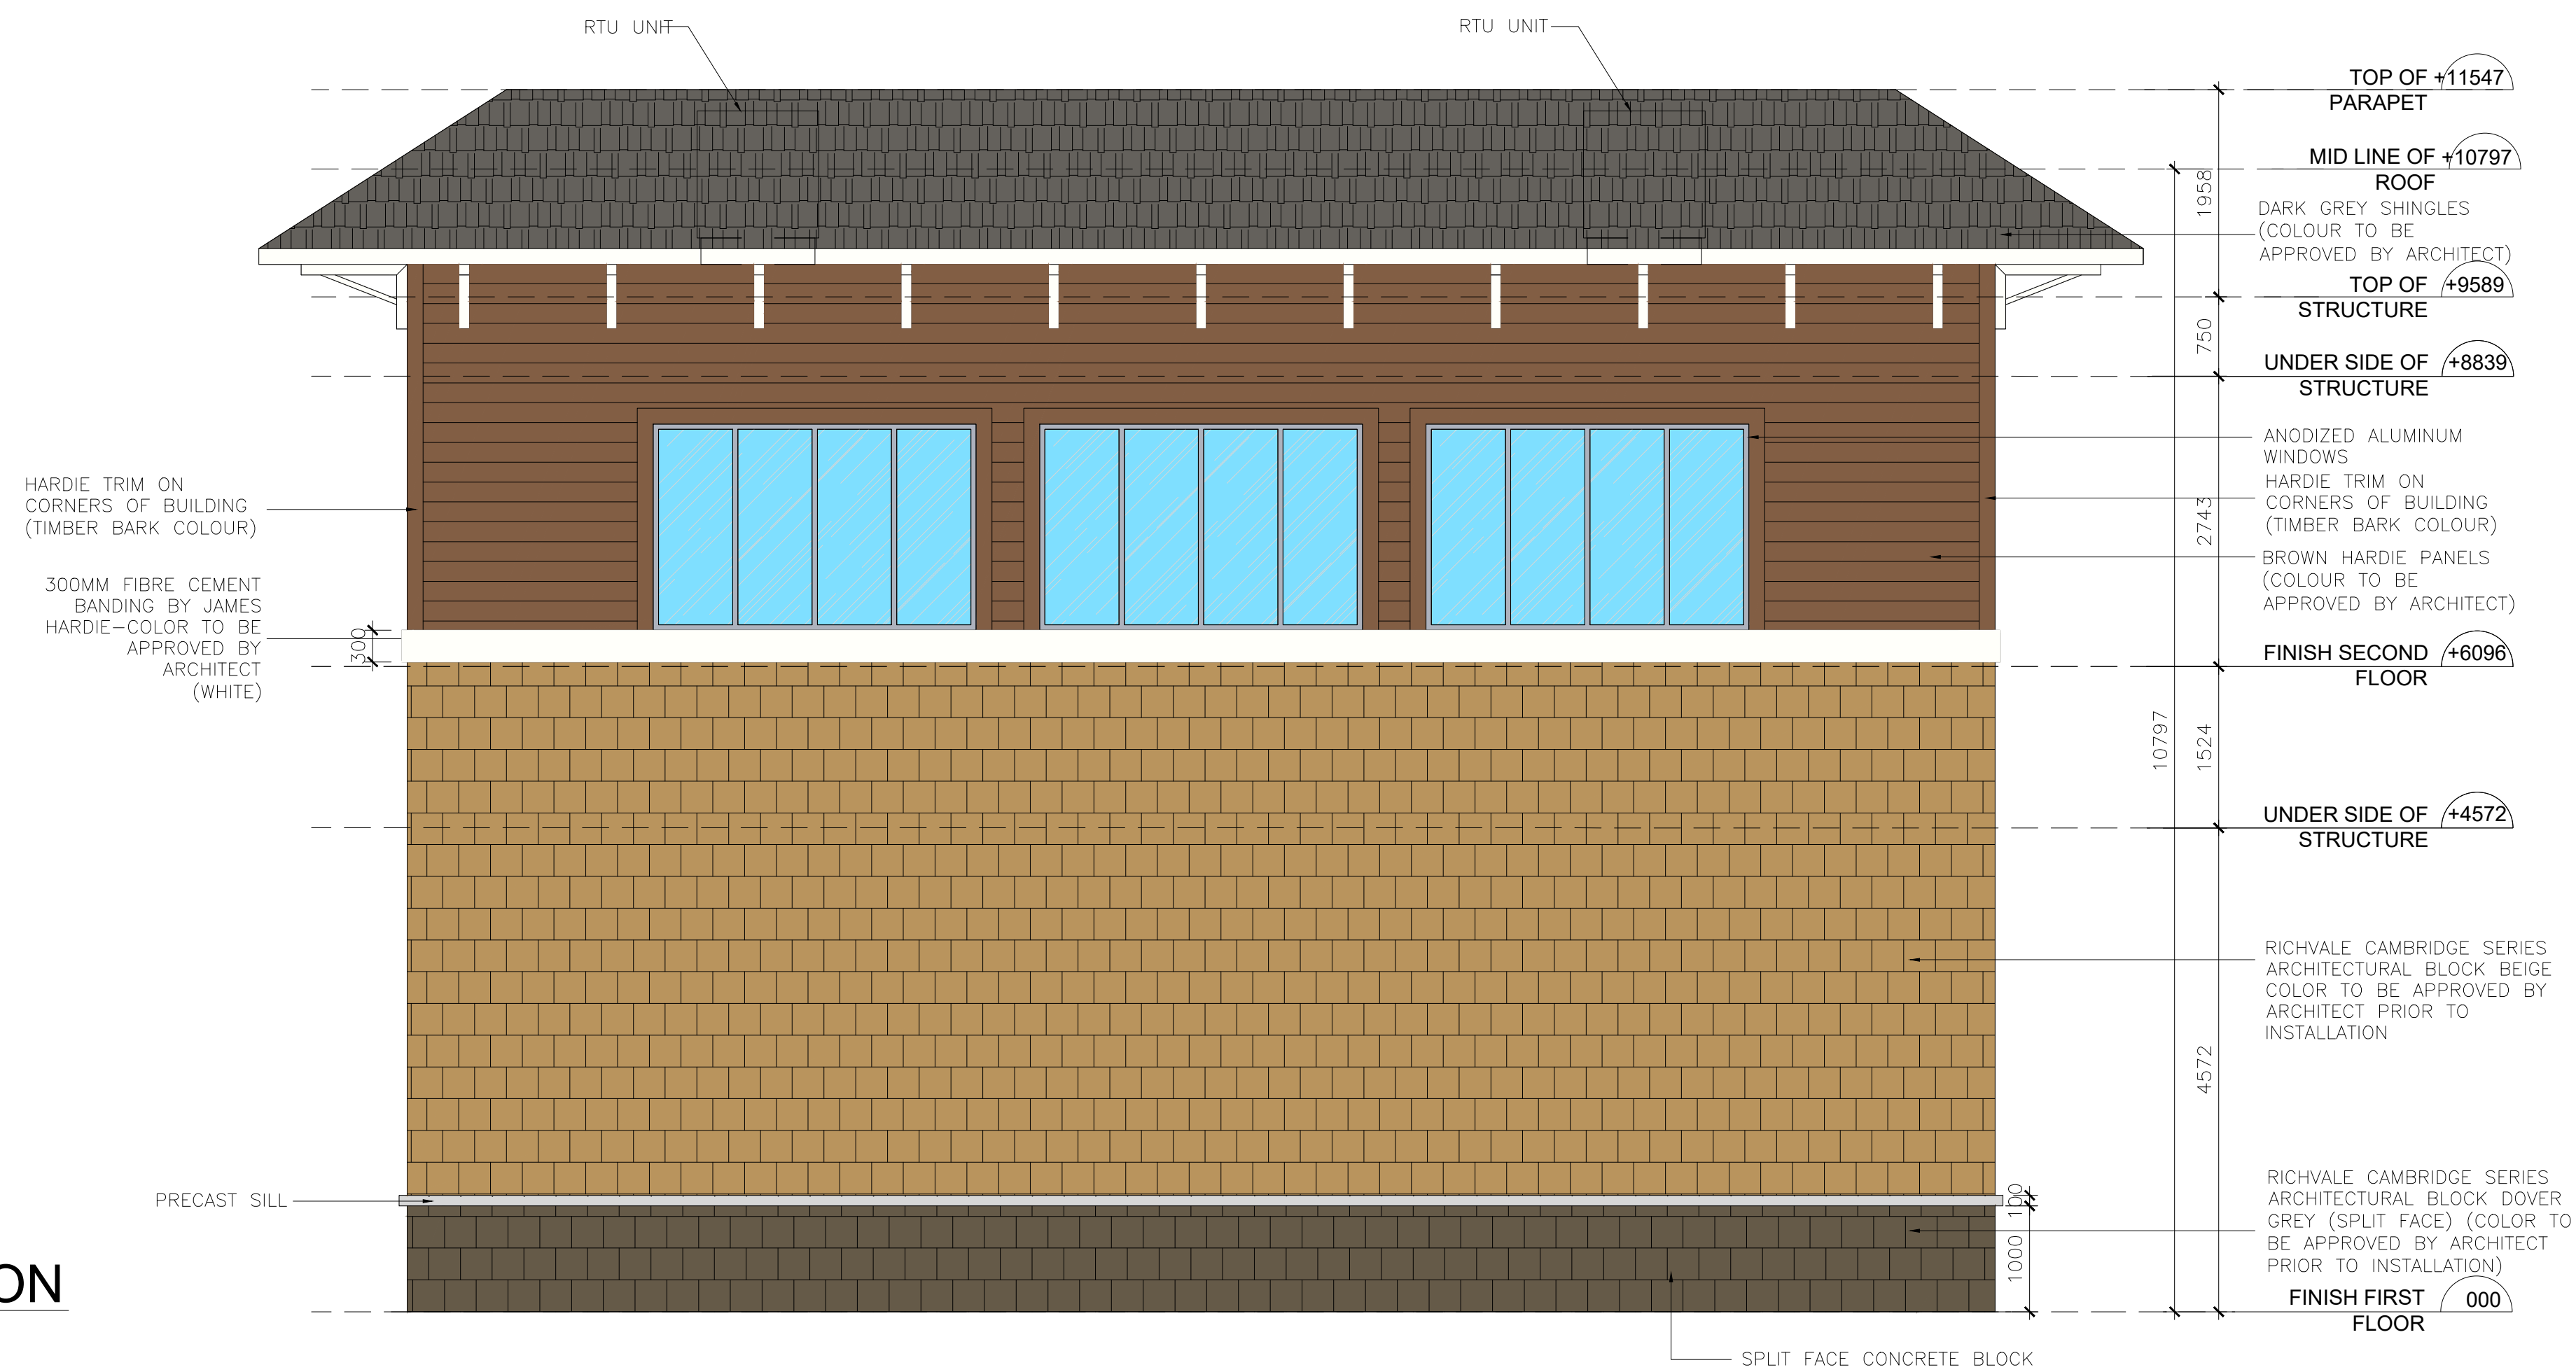 RTU UNIT
RTU UNIT
TOP OF +11547
PARAPET
MID LINE OF +10797
ROOF
1958
DARK GREY SHINGLES
(COLOUR TO BE
APPROVED BY ARCHITECT)
TOP OF +9589
STRUCTURE
750
UNDER SIDE OF +8839
STRUCTURE
ANODIZED ALUMINUM
WINDOWS
HARDIE TRIM ON
CORNERS OF BUILDING
(TIMBER BARK COLOUR)
HARDIE TRIM ON
CORNERS OF BUILDING
(TIMBER BARK COLOUR)
2743
BROWN HARDIE PANELS
(COLOUR TO BE
APPROVED BY ARCHITECT)
300MM FIBRE CEMENT
BANDING BY JAMES
HARDIE-COLOR TO BE
APPROVED BY
ARCHITECT
(WHITE)
300
FINISH SECOND +6096
FLOOR
10797
1524
UNDER SIDE OF +4572
STRUCTURE
RICHVALE CAMBRIDGE SERIES
ARCHITECTURAL BLOCK BEIGE
COLOR TO BE APPROVED BY
ARCHITECT PRIOR TO
INSTALLATION
4572
PRECAST SILL
100
1000
RICHVALE CAMBRIDGE SERIES
ARCHITECTURAL BLOCK DOVER
GREY (SPLIT FACE) (COLOR TO
BE APPROVED BY ARCHITECT
PRIOR TO INSTALLATION)
ON
FINISH FIRST 000
FLOOR
SPLIT FACE CONCRETE BLOCK